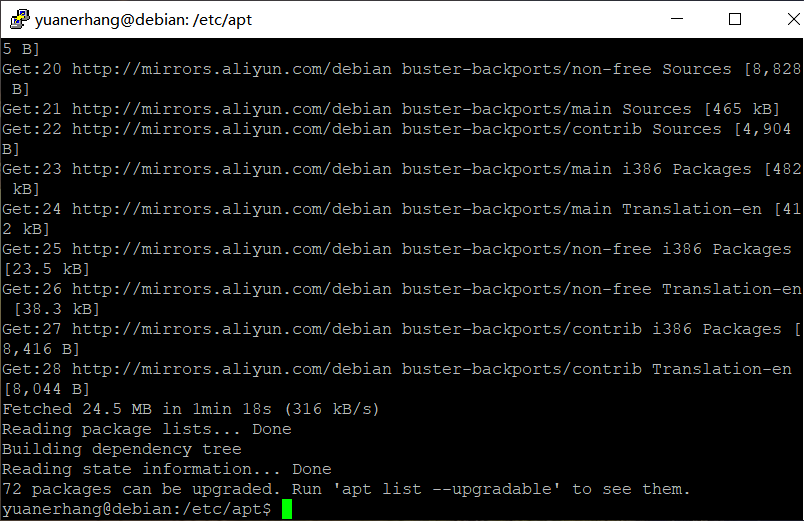 yuanerhang@debian: /etc/apt
5 B]
Get:20 http://mirrors.aliyun.com/debian buster-backports/non-free Sources [8,828
 B]
Get:21 http://mirrors.aliyun.com/debian buster-backports/main Sources [465 kB]
Get:22 http://mirrors.aliyun.com/debian buster-backports/contrib Sources [4,904
B]
Get:23 http://mirrors.aliyun.com/debian buster-backports/main i386 Packages [482
 kB]
Get:24 http://mirrors.aliyun.com/debian buster-backports/main Translation-en [41
2 kB]
Get:25 http://mirrors.aliyun.com/debian buster-backports/non-free i386 Packages
[23.5 kB]
Get:26 http://mirrors.aliyun.com/debian buster-backports/non-free Translation-en
 [38.3 kB]
Get:27 http://mirrors.aliyun.com/debian buster-backports/contrib i386 Packages [
8,416 B]
Get:28 http://mirrors.aliyun.com/debian buster-backports/contrib Translation-en
[8,044 B]
Fetched 24.5 MB in 1min 18s (316 kB/s)
Reading package lists... Done
Building dependency tree
Reading state information... Done
72 packages can be upgraded. Run 'apt list --upgradable' to see them.
yuanerhang@debian:/etc/apt$